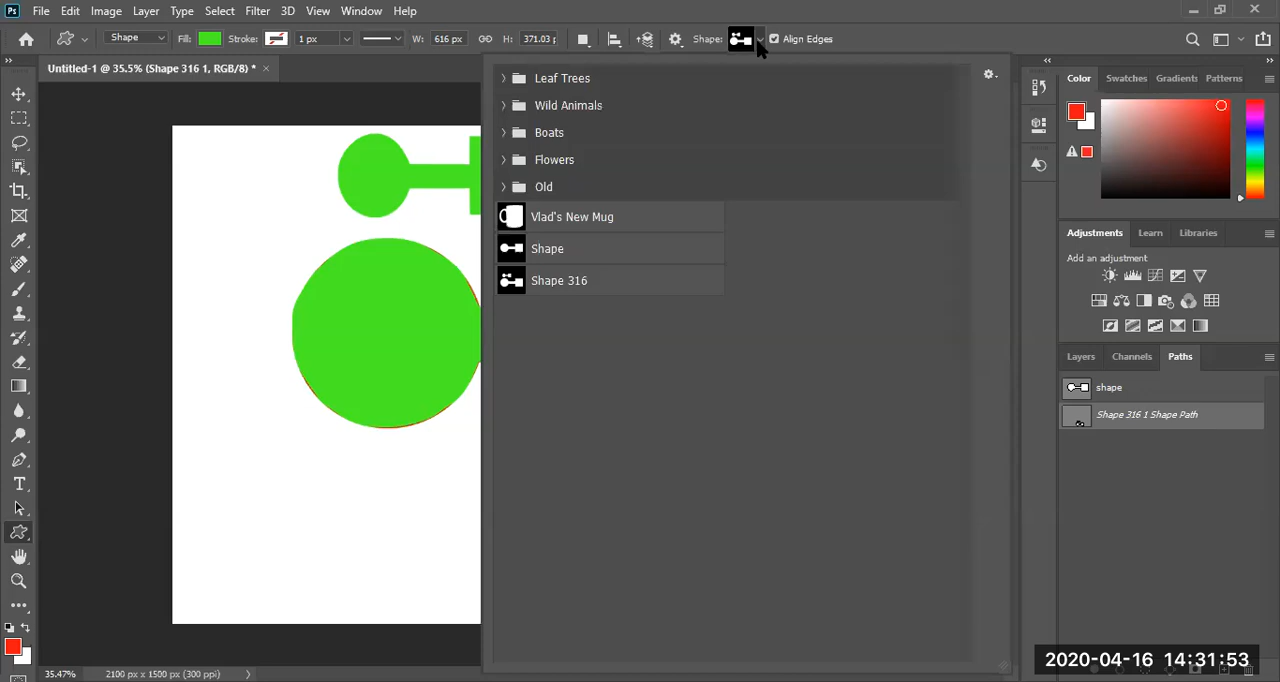 Ps File Edit Image Layer Type Select Filter 3D View Window Help
Shape Fill: Stroke: 1 px W: 616 px H: 371.03 p Shape: Align Edges
Untitled-1 @ 35.5% (Shape 316 1, RGB/8) * ×
Leaf Trees
Wild Animals
Boats
Flowers
Old
Vlad's New Mug
Shape
Shape 316
Color Swatches Gradients Patterns
Adjustments Learn Libraries
Add an adjustment
Layers Channels Paths
shape
Shape 316 1 Shape Path
T
35.47% 2100 px x 1500 px (300 ppi)
2020-04-16 14:31:53